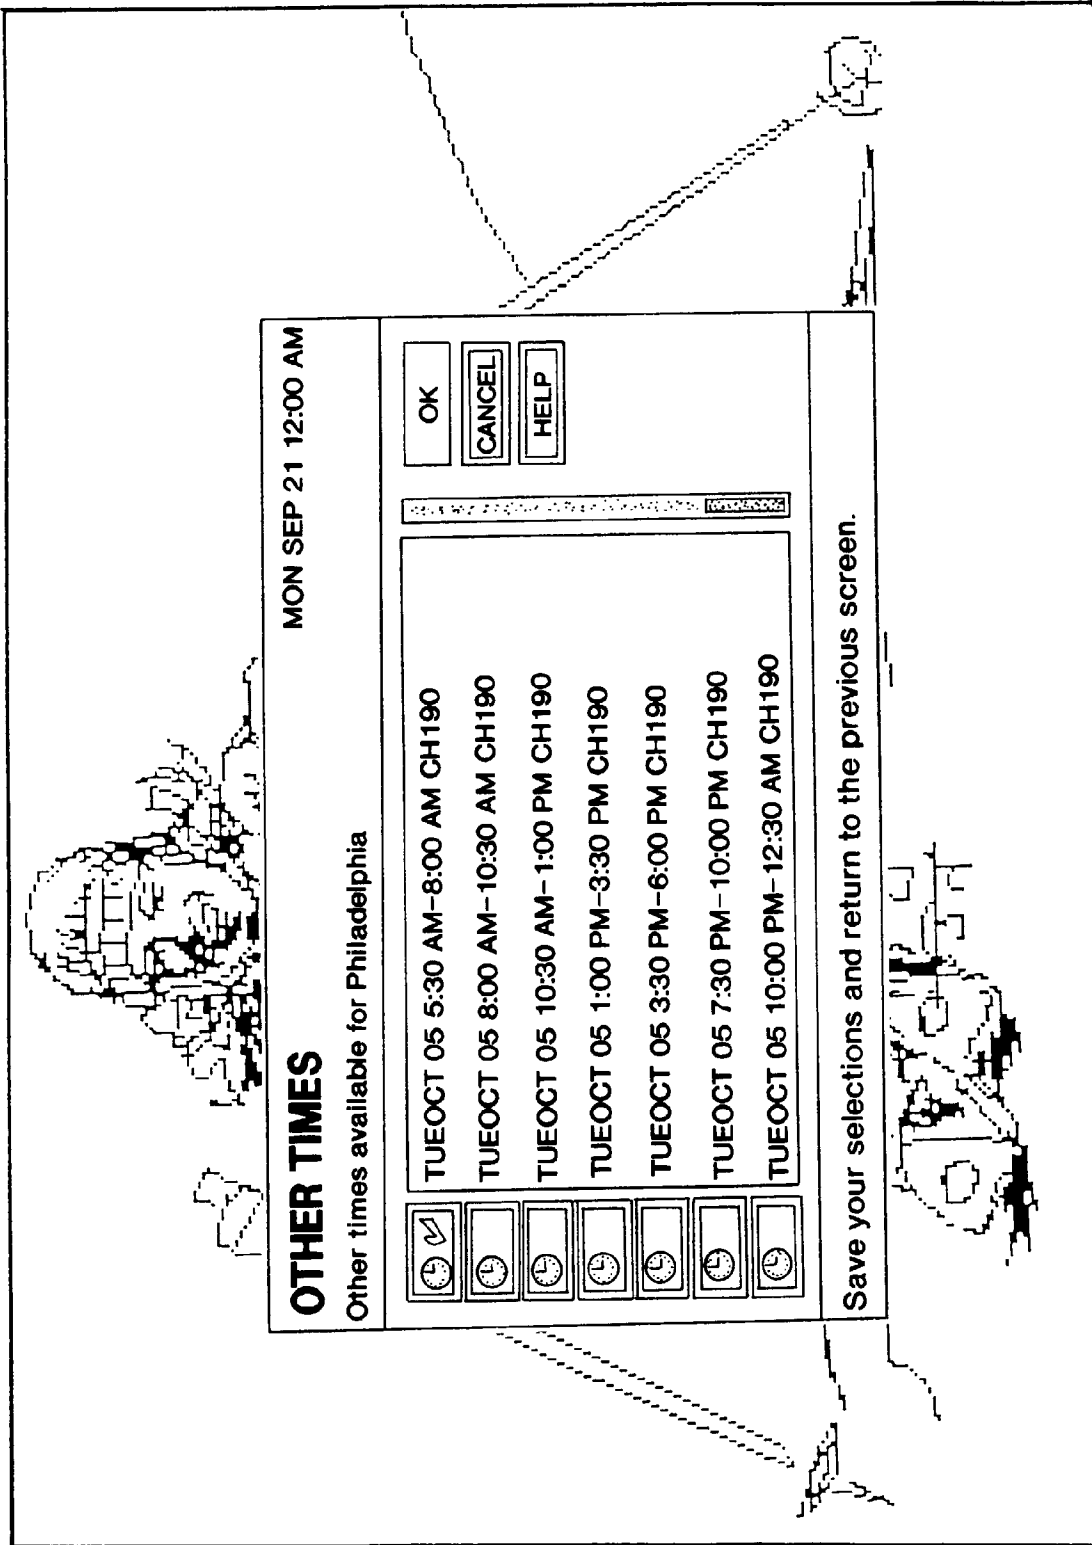 OTHER TIMES
MON SEP 21 12:00 AM
Other times available for Philadelphia
TUEOCT 05 5:30 AM–8:00 AM CH190
TUEOCT 05 8:00 AM–10:30 AM CH190
TUEOCT 05 10:30 AM–1:00 PM CH190
TUEOCT 05 1:00 PM–3:30 PM CH190
TUEOCT 05 3:30 PM–6:00 PM CH190
TUEOCT 05 7:30 PM–10:00 PM CH190
TUEOCT 05 10:00 PM–12:30 AM CH190
OK
CANCEL
HELP
Save your selections and return to the previous screen.